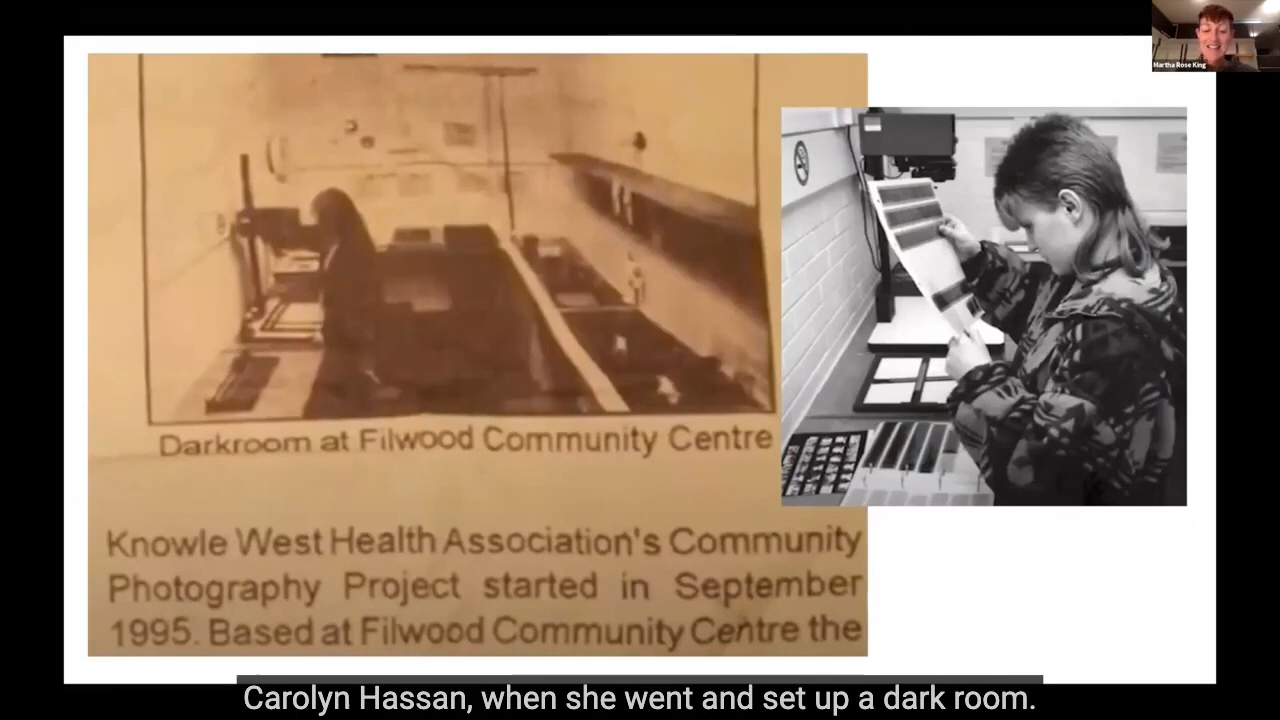 Martha Rose King
Darkroom at Filwood Community Centre
Knowle West Health Association's Community
Photography Project started in September
1995. Based at Filwood Community Centre the
Carolyn Hassan, when she went and set up a dark room.